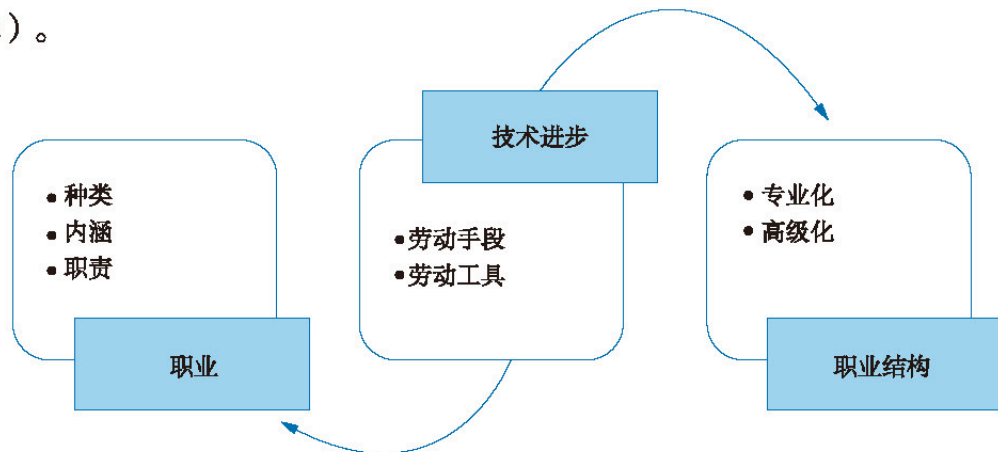 ）。
• 种类
• 内涵
• 职责
职业
技术进步
•劳动手段
•劳动工具
• 专业化
• 高级化
职业结构